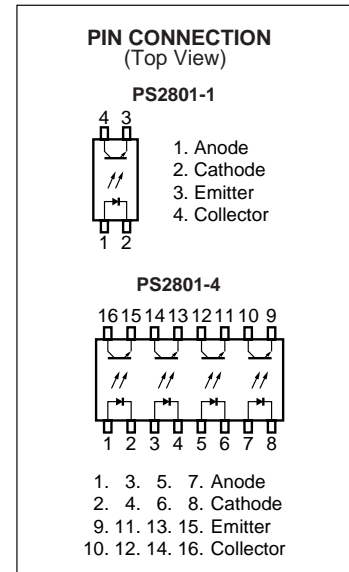 PIN CONNECTION
(Top View)
PS2801-1
4 3
1. Anode
2. Cathode
3. Emitter
4. Collector
1 2
PS2801-4
16 15 14 13 12 11 10 9
1 2 3 4 5 6 7 8
1. 3. 5. 7. Anode
2. 4. 6. 8. Cathode
9. 11. 13. 15. Emitter
10. 12. 14. 16. Collector